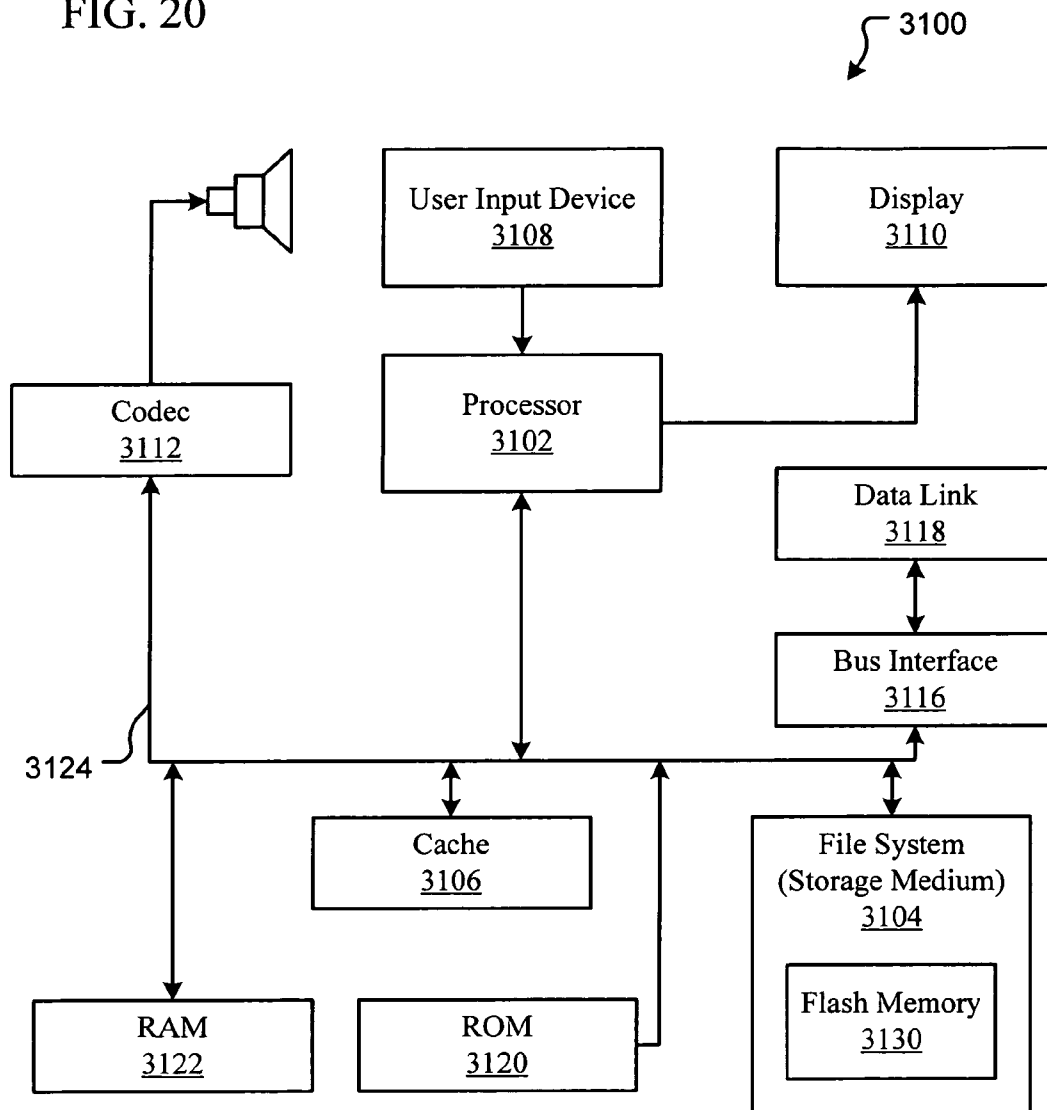 FIG. 20
3100
User Input Device
3108
Display
3110
Codec
3112
Processor
3102
Data Link
3118
Bus Interface
3116
3124
Cache
3106
File System
(Storage Medium)
3104
Flash Memory
3130
RAM
3122
ROM
3120